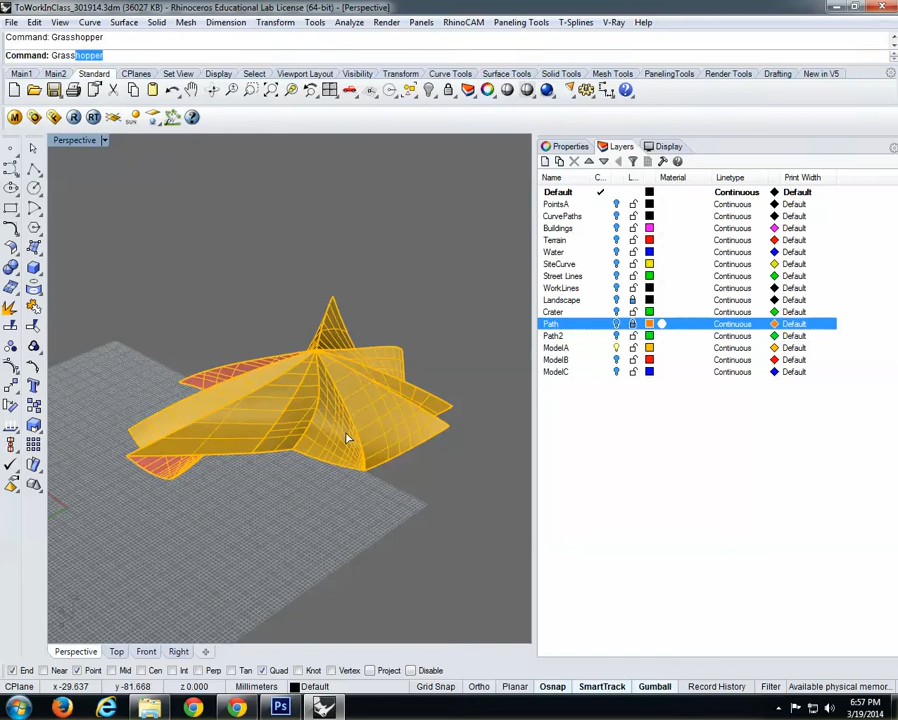 ToWorkInClass_301914.3dm (36027 KB) - Rhinoceros Educational Lab License (64-bit) - [Perspective]
File Edit View Curve Surface Solid Mesh Dimension Transform Tools Analyze Render Panels RhinoCAM Paneling Tools T-Splines V-Ray Help
Command: Grasshopper
Command: Grasshopper
Main1 Main2 Standard CPlanes Set View Display Select Viewport Layout Visibility Transform Curve Tools Surface Tools Solid Tools Mesh Tools PanelingTools Render Tools Drafting New in V5
Perspective
Properties Layers Display
Name C... L... Material Linetype Print Width
Default Continuous Default
PointsA Continuous Default
CurvePaths Continuous Default
Buildings Continuous Default
Terrain Continuous Default
Water Continuous Default
SiteCurve Continuous Default
Street Lines Continuous Default
WorkLines Continuous Default
Landscape Continuous Default
Crater Continuous Default
Path Continuous Default
Path2 Continuous Default
ModelA Continuous Default
ModelB Continuous Default
ModelC Continuous Default
Perspective Top Front Right
End Near Point Mid Cen Int Perp Tan Quad Knot Vertex Project Disable
CPlane x -29.637 y -81.668 z 0.000 Millimeters Default Grid Snap Ortho Planar Osnap SmartTrack Gumball Record History Filter Available physical memor...
6:57 PM
3/19/2014